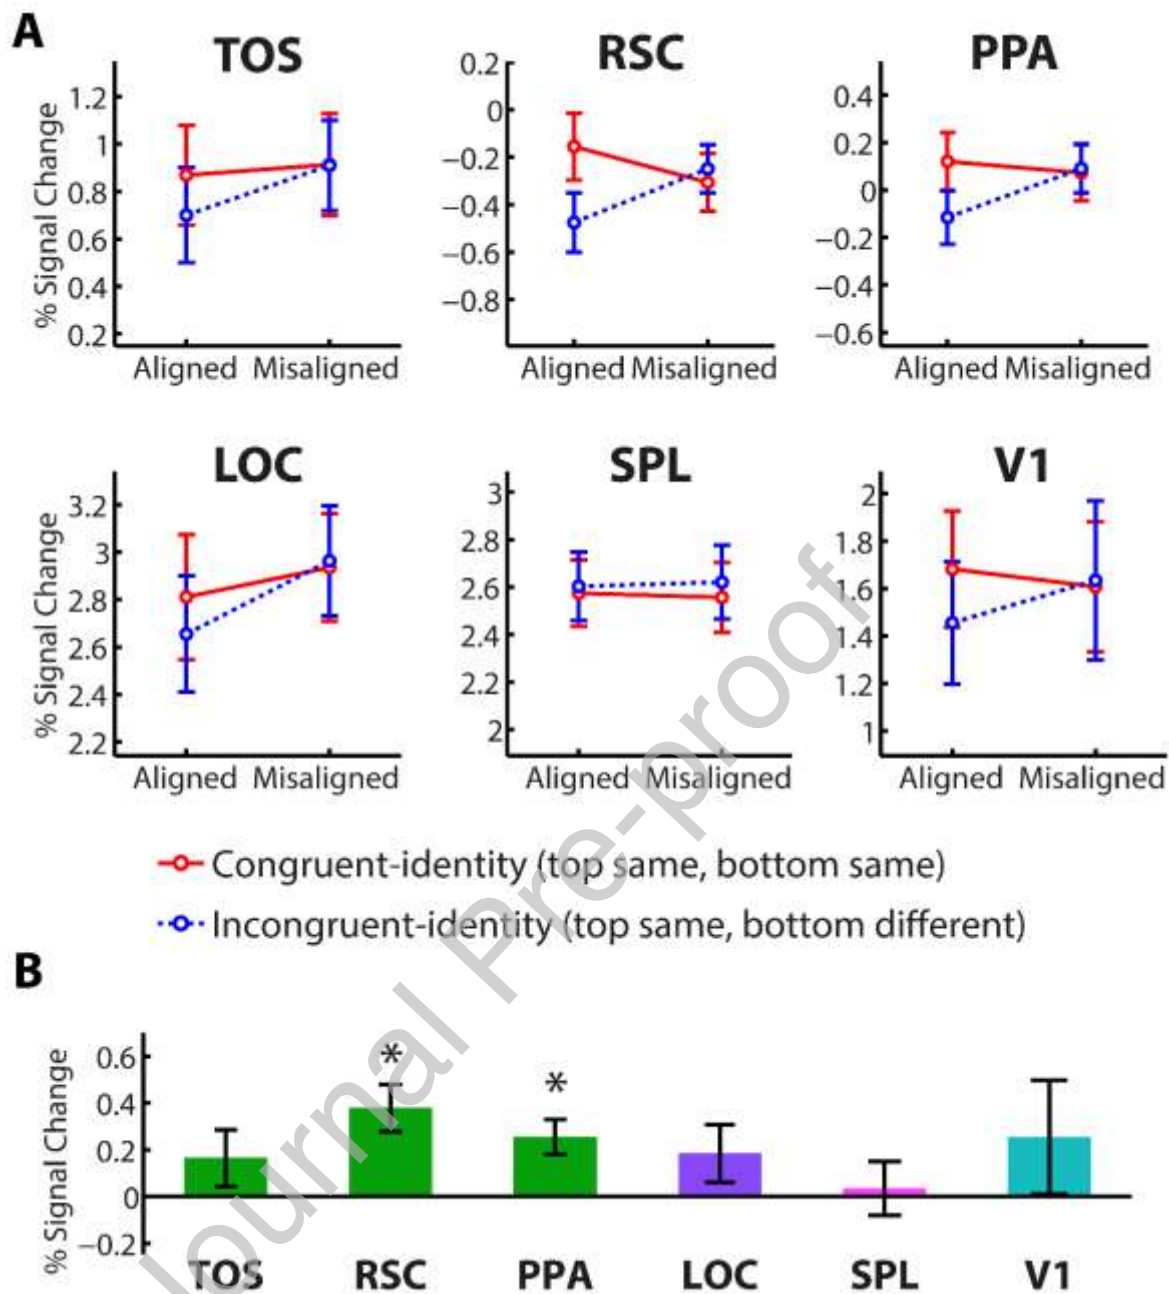 A
TOS
RSC
PPA
% Signal Change
1.2
1
0.8
0.6
0.4
0.2
Aligned Misaligned
0.2
0
−0.2
−0.4
−0.6
−0.8
Aligned Misaligned
0.4
0.2
0
−0.2
−0.4
−0.6
Aligned Misaligned
LOC
SPL
V1
% Signal Change
3.2
3
2.8
2.6
2.4
2.2
Aligned Misaligned
3
2.8
2.6
2.4
2.2
2
Aligned Misaligned
2
1.8
1.6
1.4
1.2
1
Aligned Misaligned
Congruent-identity (top same, bottom same)
Incongruent-identity (top same, bottom different)
B
% Signal Change
0.6
0.4
0.2
0
−0.2
* *
TOS RSC PPA LOC SPL V1
Journal Pre-proof